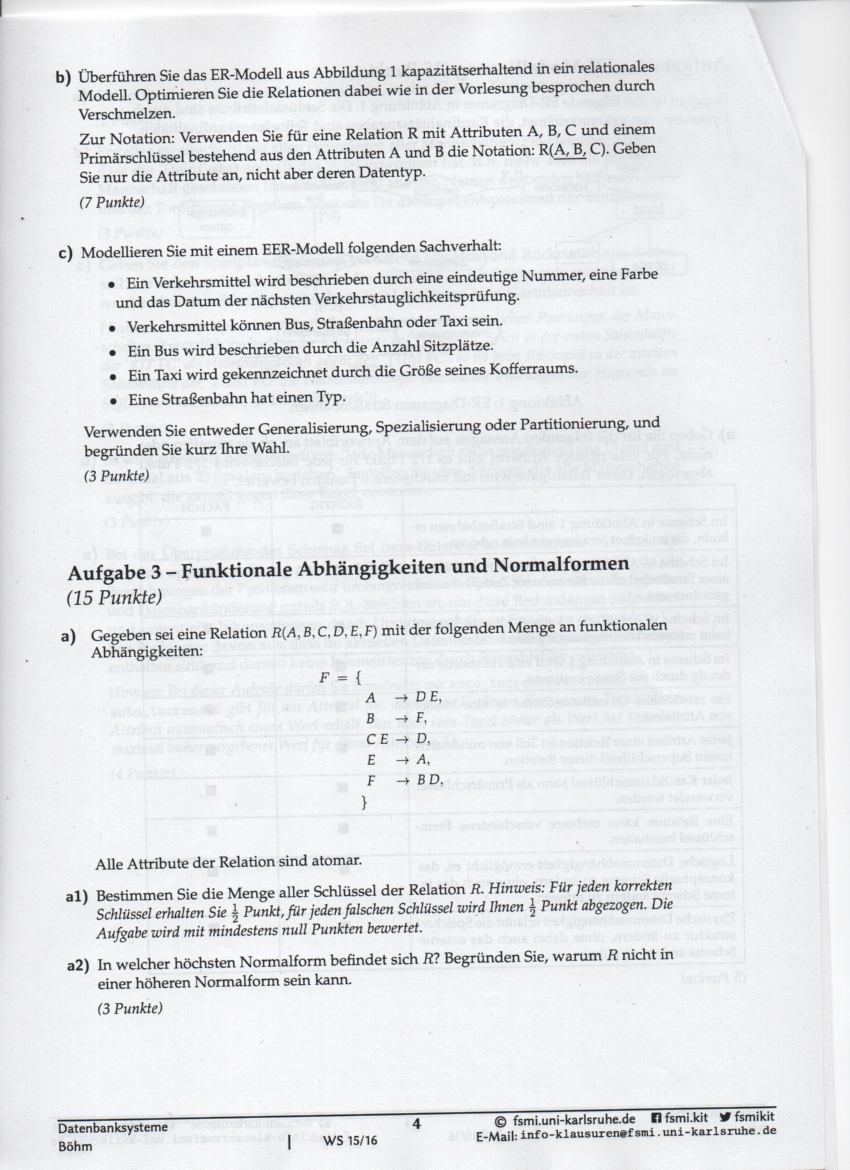 b) Überführen Sie das ER-Modell aus Abbildung 1 kapazitätserhaltend in ein relationales
Modell. Optimieren Sie die Relationen dabei wie in der Vorlesung besprochen durch
Verschmelzen.
Zur Notation: Verwenden Sie für eine Relation R mit Attributen A, B, C und einem
Primärschlüssel bestehend aus den Attributen A und B die Notation: R(A, B, C). Geben
Sie nur die Attribute an, nicht aber deren Datentyp.
(7 Punkte)
c) Modellieren Sie mit einem EER-Modell folgenden Sachverhalt:
• Ein Verkehrsmittel wird beschrieben durch eine eindeutige Nummer, eine Farbe
und das Datum der nächsten Verkehrstauglichkeitsprüfung.
• Verkehrsmittel können Bus, Straßenbahn oder Taxi sein.
• Ein Bus wird beschrieben durch die Anzahl Sitzplätze.
• Ein Taxi wird gekennzeichnet durch die Größe seines Kofferraums.
• Eine Straßenbahn hat einen Typ.
Verwenden Sie entweder Generalisierung, Spezialisierung oder Partitionierung, und
begründen Sie kurz Ihre Wahl.
(3 Punkte)
Aufgabe 3 – Funktionale Abhängigkeiten und Normalformen
(15 Punkte)
a) Gegeben sei eine Relation R(A, B, C, D, E, F) mit der folgenden Menge an funktionalen
Abhängigkeiten:
F = {
A → D E,
B → F,
C E → D,
E → A,
F → B D,
}
Alle Attribute der Relation sind atomar.
a1) Bestimmen Sie die Menge aller Schlüssel der Relation R. Hinweis: Für jeden korrekten
Schlüssel erhalten Sie ½ Punkt, für jeden falschen Schlüssel wird Ihnen ½ Punkt abgezogen. Die
Aufgabe wird mit mindestens null Punkten bewertet.
a2) In welcher höchsten Normalform befindet sich R? Begründen Sie, warum R nicht in
einer höheren Normalform sein kann.
(3 Punkte)
Datenbanksysteme
Böhm
| WS 15/16
4
© fsmi.uni-karlsruhe.de fsmi.kit fsmikit
E-Mail: info-klausuren@fsmi.uni-karlsruhe.de